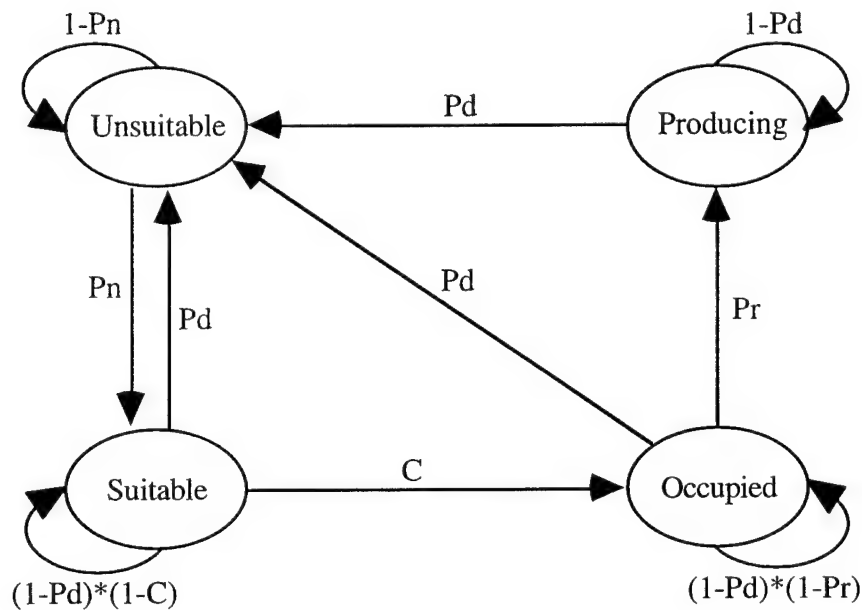 1-Pn
1-Pd
Unsuitable
Pd
Producing
Pn
Pd
Pd
Pr
Suitable
C
Occupied
(1-Pd)*(1-C)
(1-Pd)*(1-Pr)